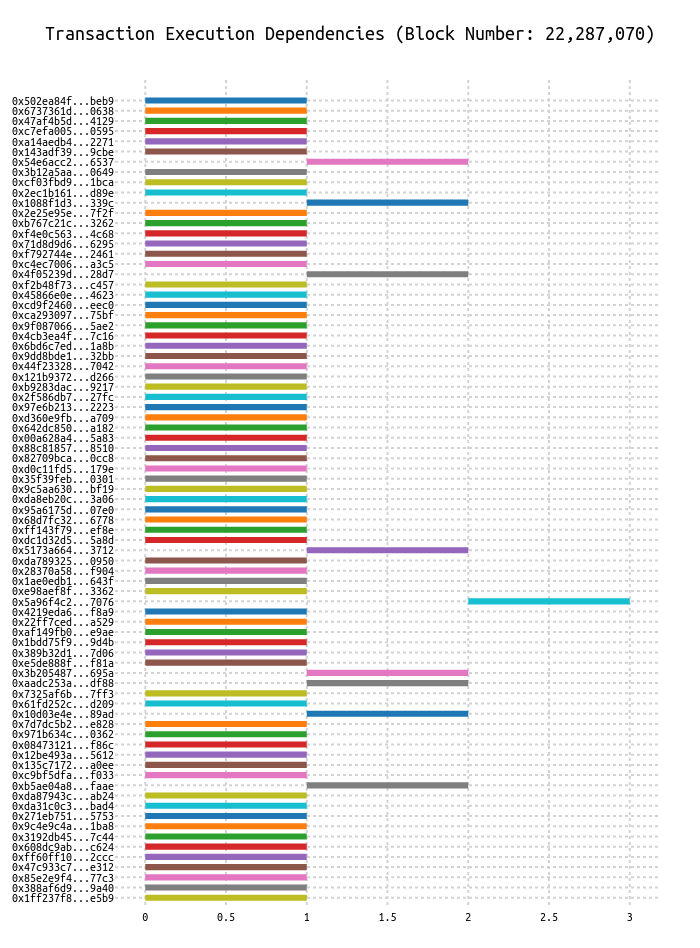 Transaction Execution Dependencies (Block Number: 22,287,070)
0x502ea84f...beb9
0x6737361d...0638
0x47af4b5d...4129
0xc7efa005...0595
0xa14aedb4...2271
0x143adf39...9cbe
0x54e6acc2...6537
0x3b12a5aa...0649
0xcf03fbd9...1bca
0x2ec1b161...d89e
0x1088f1d3...339c
0x2e25e95e...7f2f
0xb767c21c...3262
0xf4e0c563...4c68
0x71d8d9d6...6295
0xf792744e...2461
0xc4ec7006...a3c5
0x4f05239d...28d7
0xf2b48f73...c457
0x45866e0e...4623
0xcd9f2460...eec0
0xca293097...75bf
0x9f087066...5ae2
0x4cb3ea4f...7c16
0x6bd6c7ed...1a8b
0x9dd8bde1...32bb
0x44f23328...7042
0x121b9372...d266
0xb9283dac...9217
0x2f586db7...27fc
0x97e6b213...2223
0xd360e9fb...a709
0x642dc850...a182
0x00a628a4...5a83
0x88c81857...8510
0x82709bca...0cc8
0xd0c11fd5...179e
0x35f39feb...0301
0x9c5aa630...bf19
0xda8eb20c...3a06
0x95a6175d...07e0
0x68d7fc32...6778
0xff143f79...ef8e
0xdc1d32d5...5a8d
0x5173a664...3712
0xda789325...0950
0x28370a58...f904
0x1ae0edb1...643f
0xe98aef8f...3362
0x5a96f4c2...7076
0x4219eda6...f8a9
0x22ff7ced...a529
0xaf149fb0...e9ae
0x1bdd75f9...9d4b
0x389b32d1...7d06
0xe5de888f...f81a
0x3b205487...695a
0xaadc253a...df88
0x7325af6b...7ff3
0x61fd252c...d209
0x10d03e4e...89ad
0x7d7dc5b2...e828
0x971b634c...0362
0x08473121...f86c
0x12be493a...5612
0x135c7172...a0ee
0xc9bf5dfa...f033
0xb5ae04a8...faae
0xda87943c...ab24
0xda31c0c3...bad4
0x271eb751...5753
0x9c4e9c4a...1ba8
0x3192db45...7c44
0x608dc9ab...c624
0xff60ff10...2ccc
0x47c933c7...e312
0x85e2e9f4...77c3
0x388af6d9...9a40
0x1ff237f8...e5b9
0 0.5 1 1.5 2 2.5 3